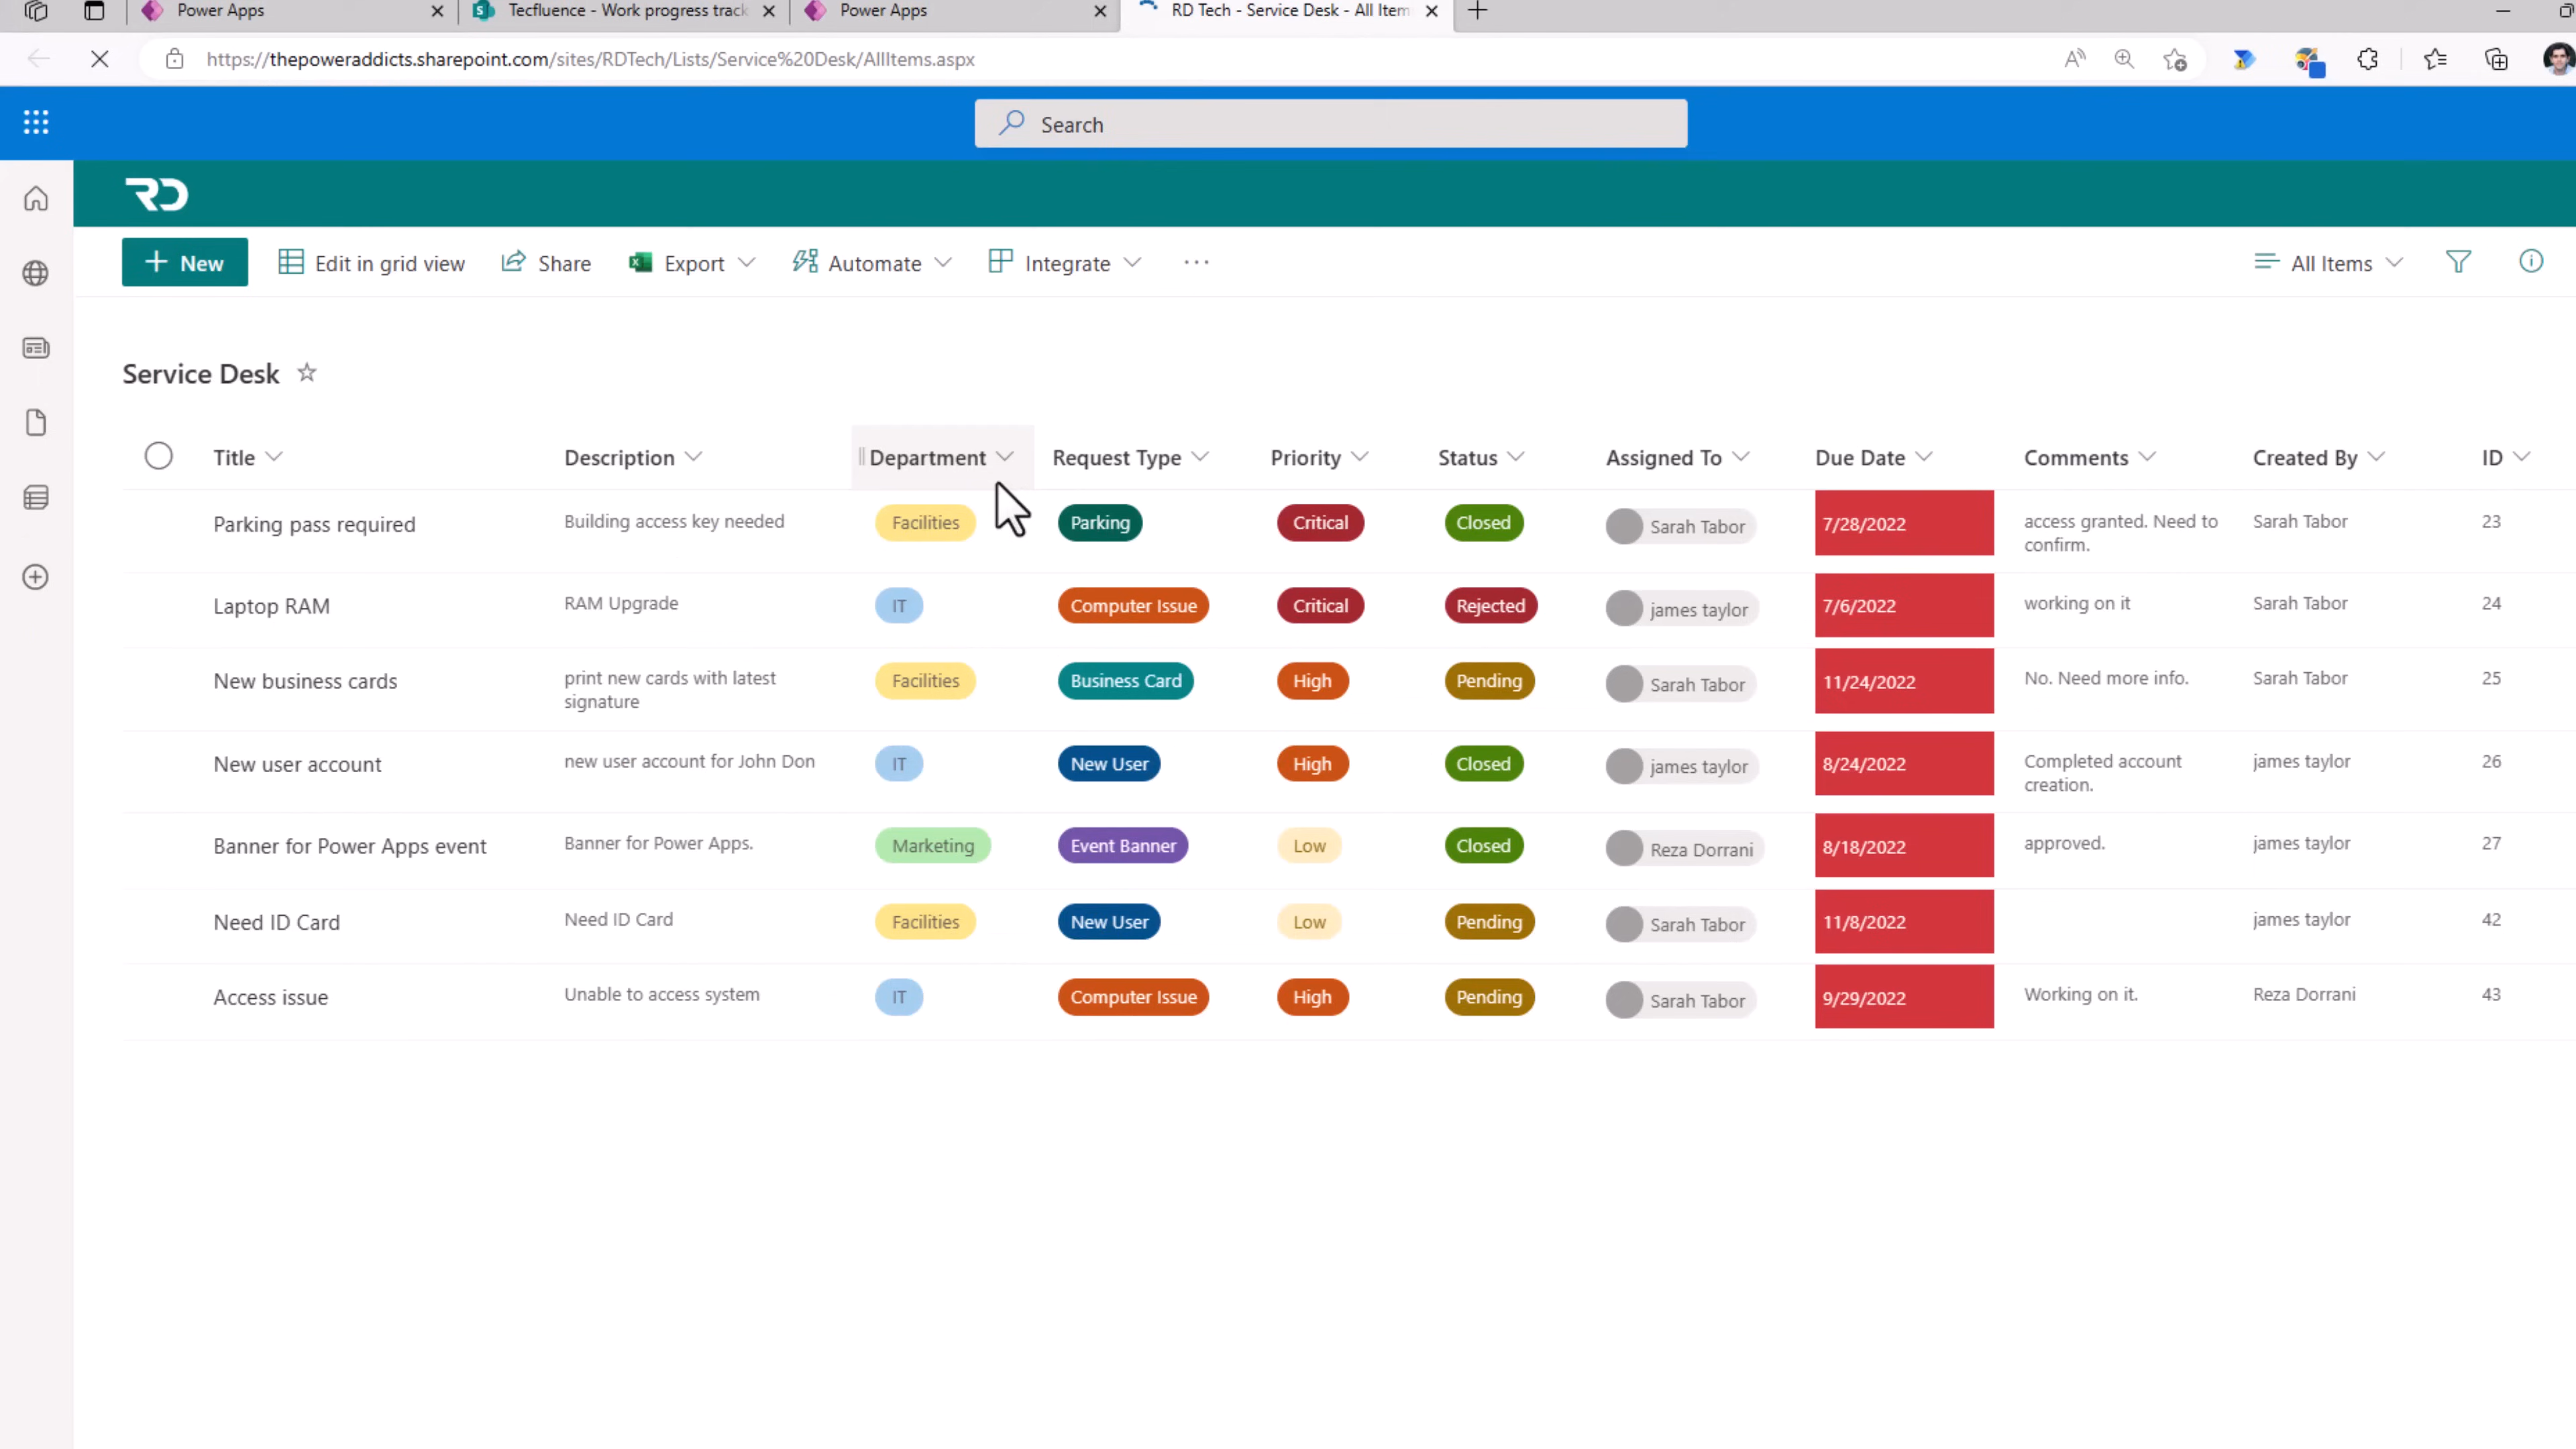 Power Apps
Tecfluence - Work progress track
Power Apps
RD Tech - Service Desk - All Item
https://thepoweraddicts.sharepoint.com/sites/RDTech/Lists/Service%20Desk/AllItems.aspx
Search
RD
New Edit in grid view Share Export Automate Integrate ... All Items
Service Desk
Title Description Department Request Type Priority Status Assigned To Due Date Comments Created By ID
Parking pass required Building access key needed Facilities Parking Critical Closed Sarah Tabor 7/28/2022 access granted. Need to Sarah Tabor 23
confirm.
Laptop RAM RAM Upgrade IT Computer Issue Critical Rejected james taylor 7/6/2022 working on it Sarah Tabor 24
New business cards print new cards with latest Facilities Business Card High Pending Sarah Tabor 11/24/2022 No. Need more info. Sarah Tabor 25
signature
New user account new user account for John Don IT New User High Closed james taylor 8/24/2022 Completed account james taylor 26
creation.
Banner for Power Apps event Banner for Power Apps. Marketing Event Banner Low Closed Reza Dorrani 8/18/2022 approved. james taylor 27
Need ID Card Need ID Card Facilities New User Low Pending Sarah Tabor 11/8/2022 james taylor 42
Access issue Unable to access system IT Computer Issue High Pending Sarah Tabor 9/29/2022 Working on it. Reza Dorrani 43